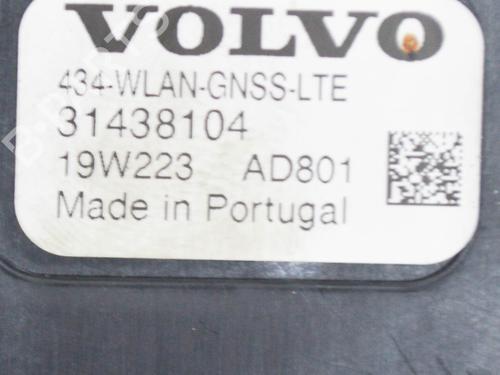 VOLVO
434-WLAN-GNSS-LTE
31438104
19W223 AD801
Made in Portugal